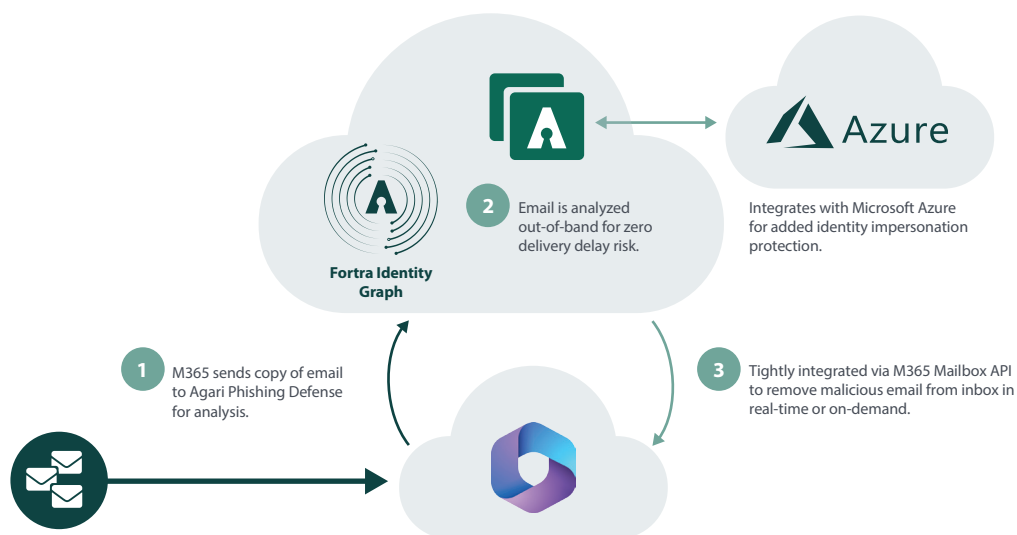 Azure
2
Email is analyzed
out-of-band for zero
delivery delay risk.
Integrates with Microsoft Azure
for added identity impersonation
protection.
Fortra Identity
Graph
1
M365 sends copy of email
to Agari Phishing Defense
for analysis.
3
Tightly integrated via M365 Mailbox API
to remove malicious email from inbox in
real-time or on-demand.